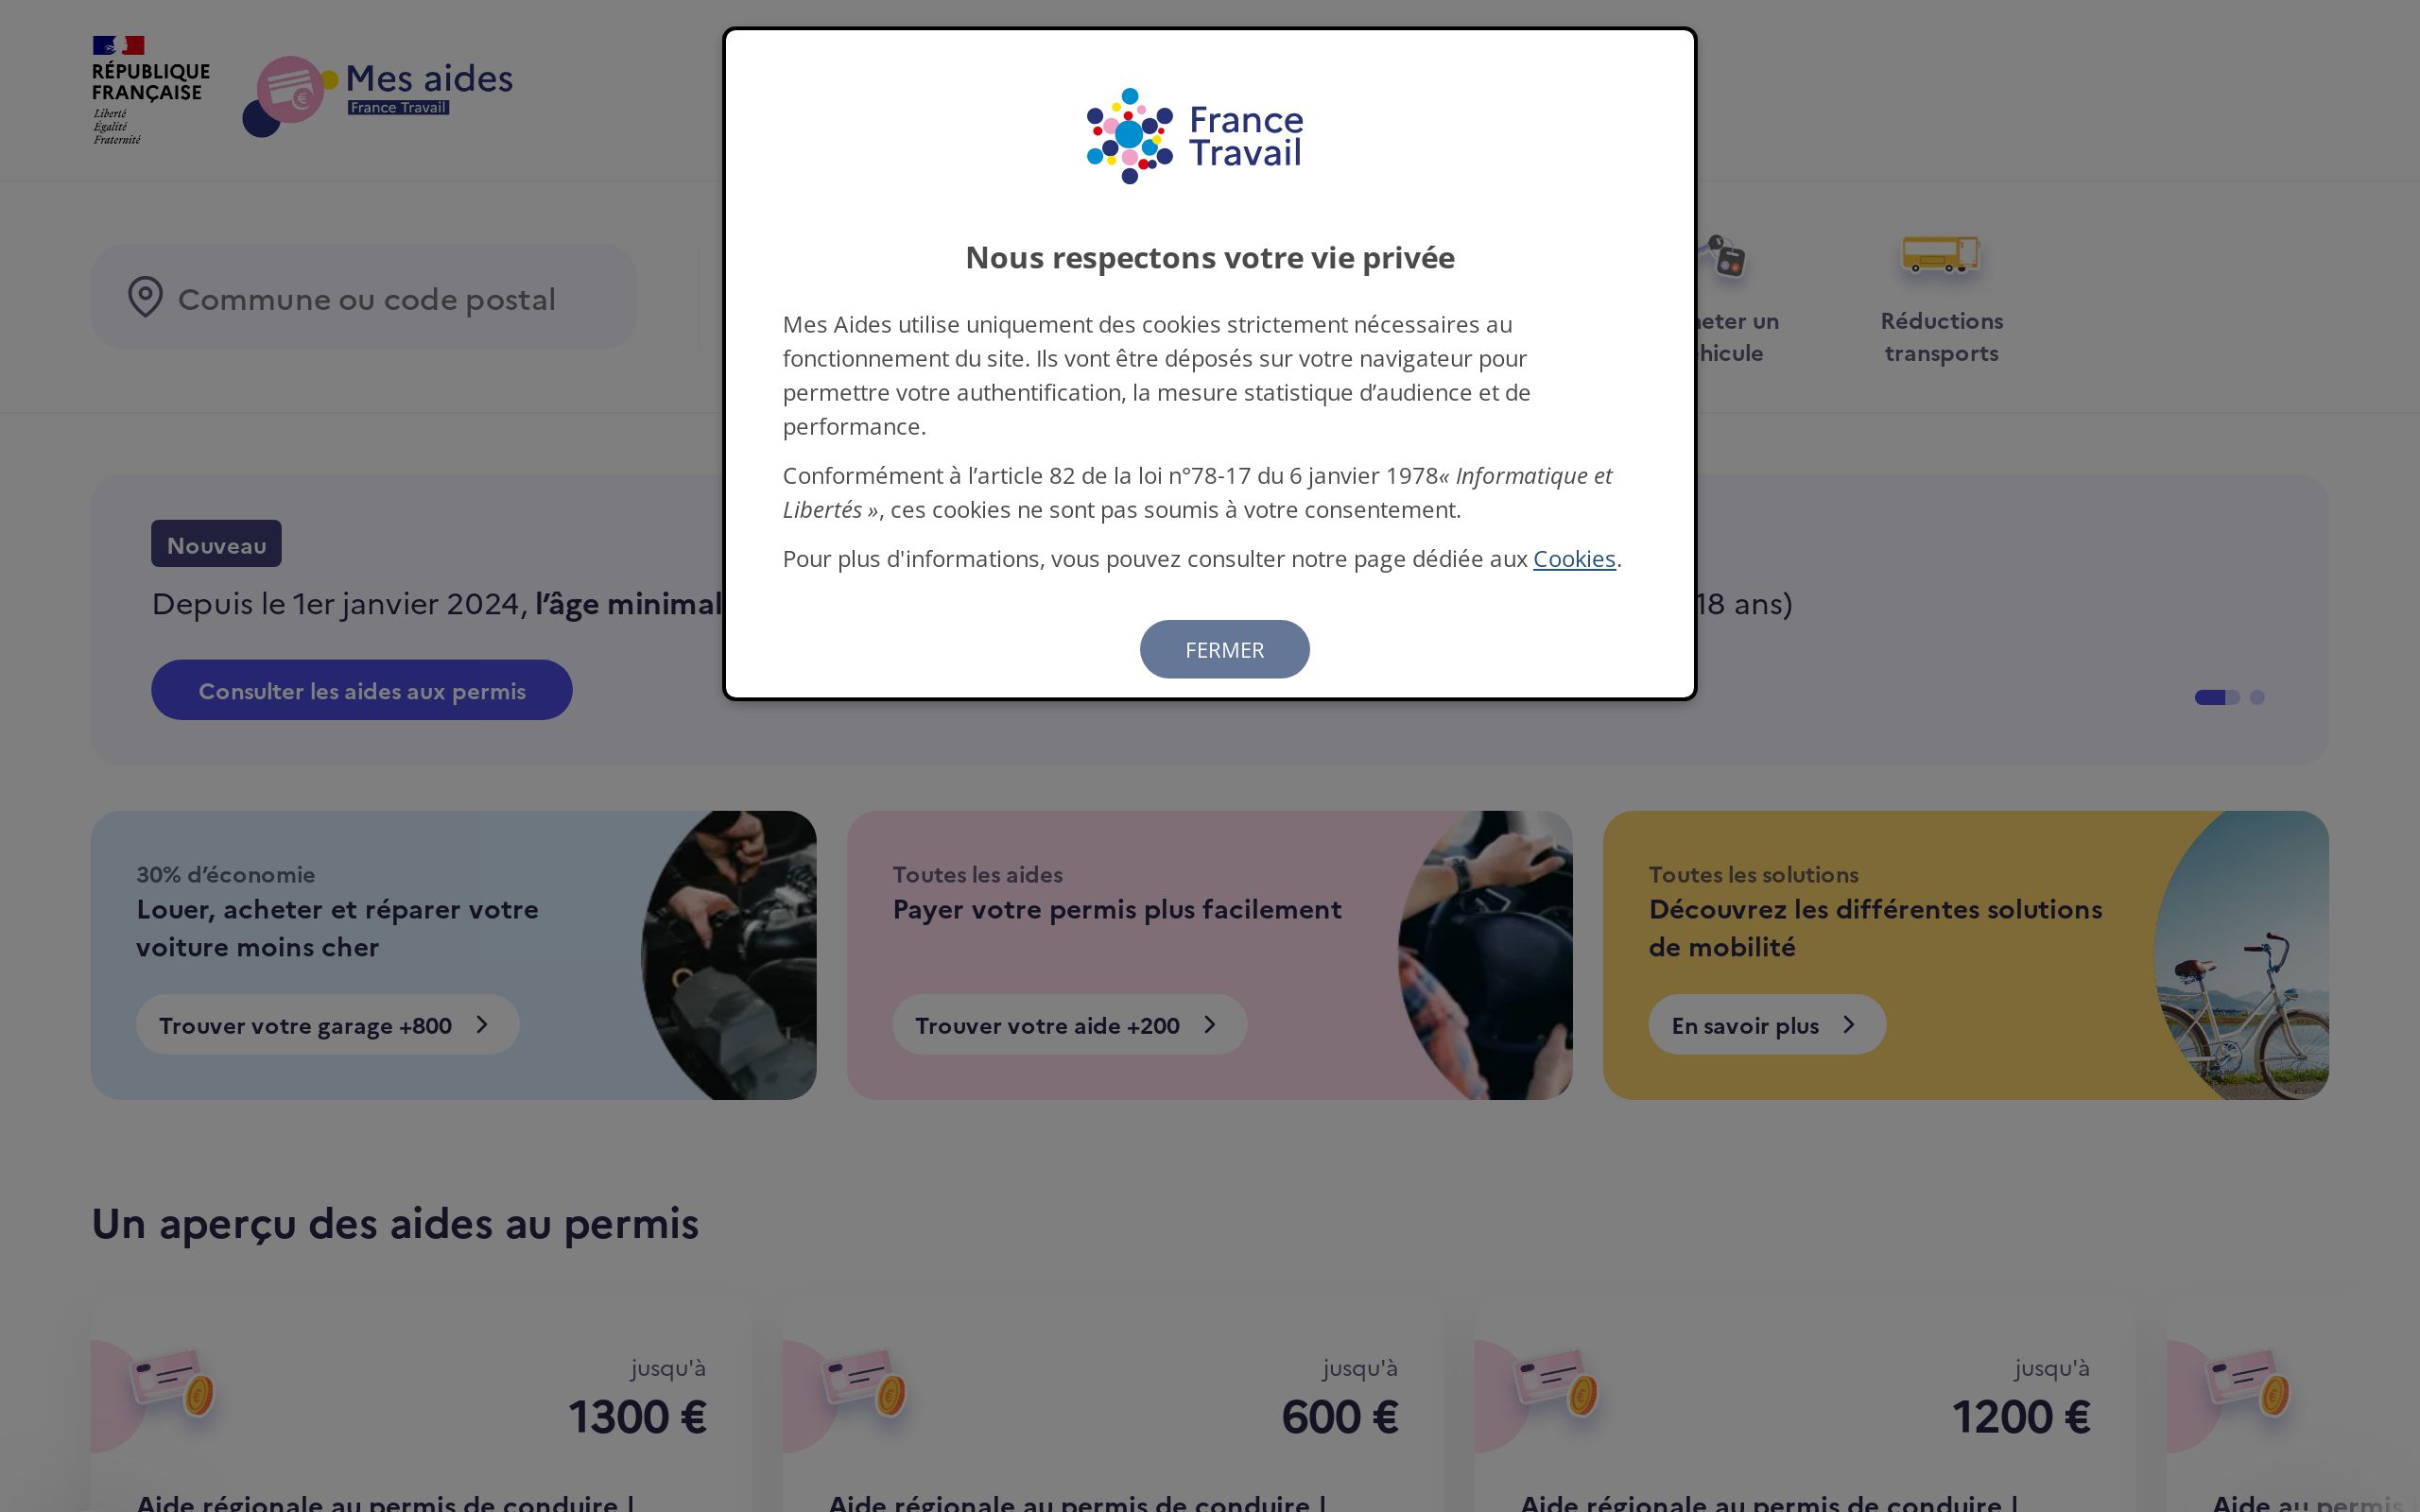 RÉPUBLIQUE
FRANÇAISE
Liberté
Égalité
Fraternité
Mes aides
France Travail
France
Travail
Nous respectons votre vie privée
Mes Aides utilise uniquement des cookies strictement nécessaires au
fonctionnement du site. Ils vont être déposés sur votre navigateur pour
permettre votre authentification, la mesure statistique d’audience et de
performance.
Conformément à l’article 82 de la loi n°78-17 du 6 janvier 1978« Informatique et
Libertés », ces cookies ne sont pas soumis à votre consentement.
Pour plus d'informations, vous pouvez consulter notre page dédiée aux Cookies.
FERMER
Commune ou code postal
un
Réductions
transports
Nouveau
Depuis le 1er janvier 2024, l’âge minimal
18 ans)
Consulter les aides aux permis
30% d’économie
Louer, acheter et réparer votre
voiture moins cher
Trouver votre garage +800
Toutes les aides
Payer votre permis plus facilement
Trouver votre aide +200
Toutes les solutions
Découvrez les différentes solutions
de mobilité
En savoir plus
Un aperçu des aides au permis
jusqu'à
1300 €
Aide régionale au permis de conduire |
jusqu'à
600 €
Aide régionale au permis de conduire |
jusqu'à
1200 €
Aide régionale au permis de conduire |
Aide au permis